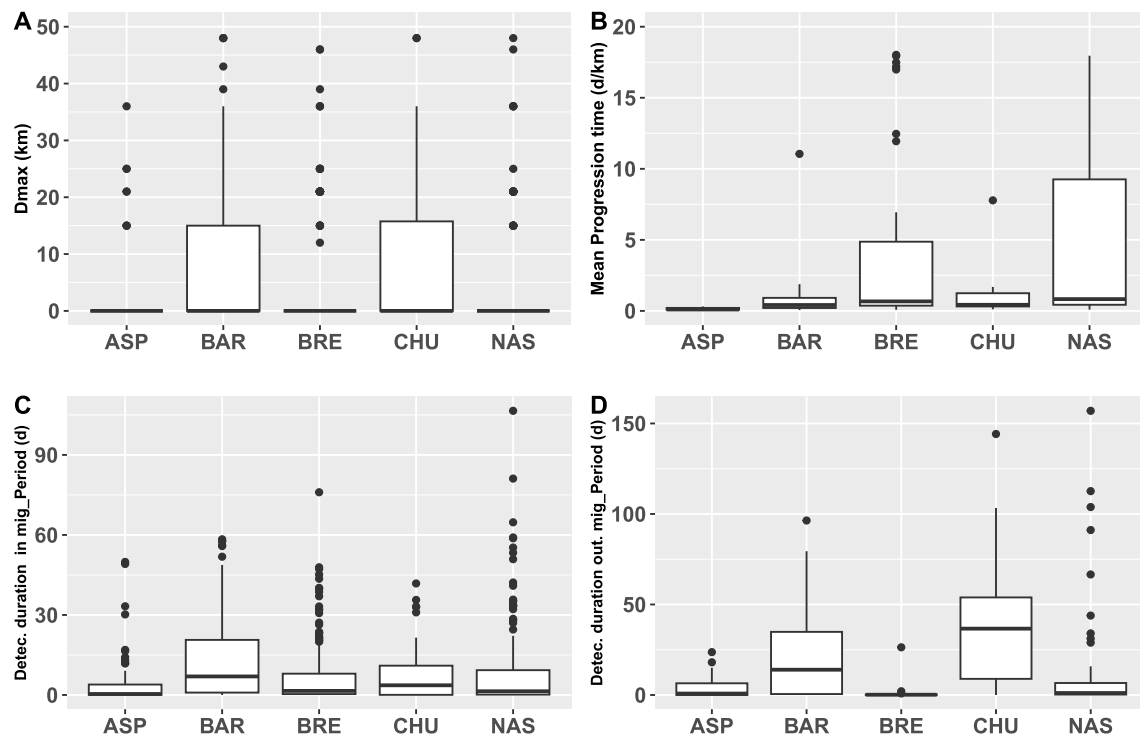 A
Dmax (km)
50
40
30
20
10
0
ASP BAR BRE CHU NAS
B
Mean Progression time (d/km)
20
15
10
5
0
ASP BAR BRE CHU NAS
C
Detec. duration in mig_Period (d)
90
60
30
0
ASP BAR BRE CHU NAS
D
Detec. duration out. mig_Period (d)
150
100
50
0
ASP BAR BRE CHU NAS